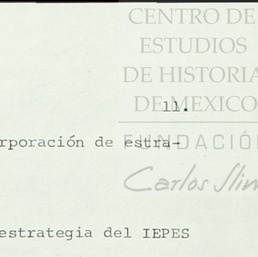 CENTRO DE
ESTUDIOS
DE HISTORIA
DE MEXICO
11.
FUNDACIÓN
rporación de estra-
Carlos Slim
estrategia del IEPES